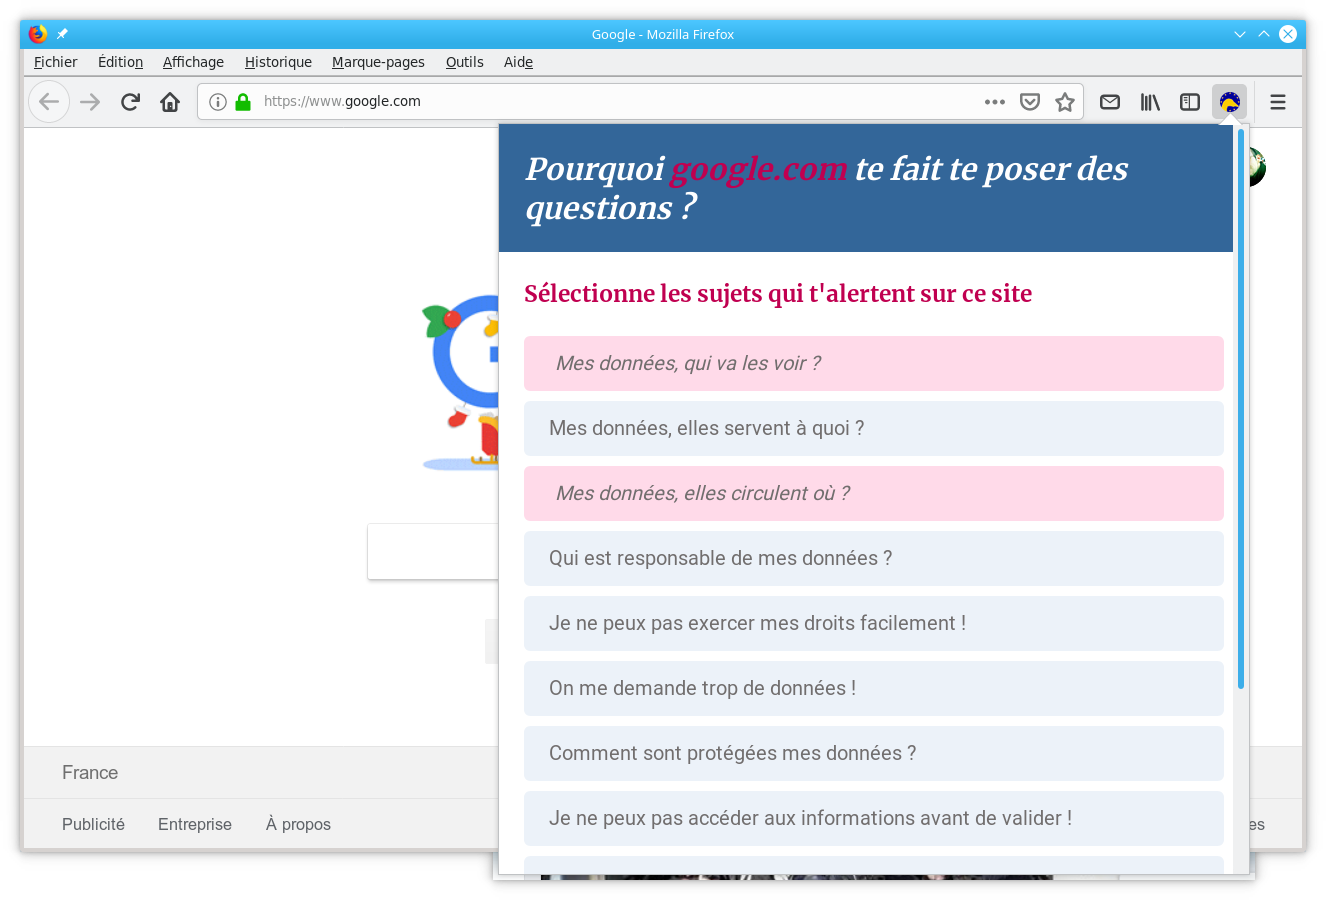 Google - Mozilla Firefox
Fichier Édition Affichage Historique Marque-pages Outils Aide
https://www.google.com
Pourquoi google.com te fait te poser des
questions ?
Sélectionne les sujets qui t'alertent sur ce site
Mes données, qui va les voir ?
Mes données, elles servent à quoi ?
Mes données, elles circulent où ?
Qui est responsable de mes données ?
Je ne peux pas exercer mes droits facilement !
On me demande trop de données !
Comment sont protégées mes données ?
Je ne peux pas accéder aux informations avant de valider !
France
Publicité Entreprise À propos